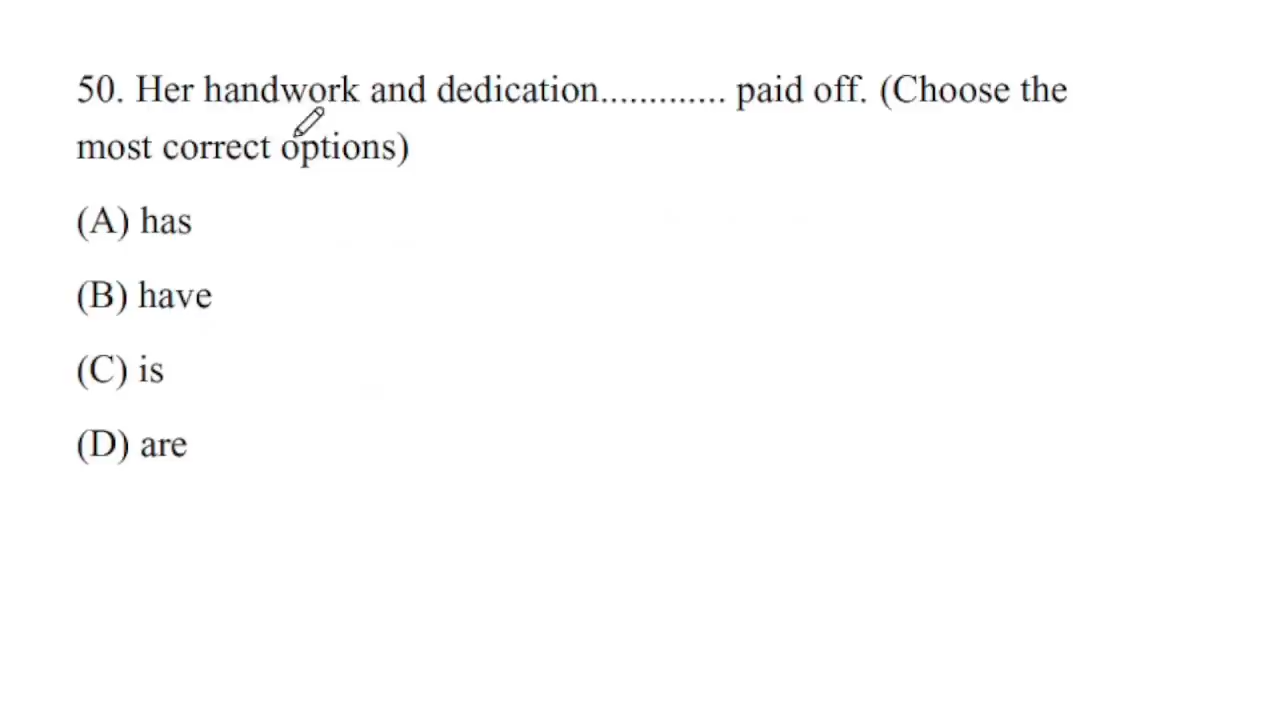 50. Her handwork and dedication............. paid off. (Choose the
most correct options)
(A) has
(B) have
(C) is
(D) are